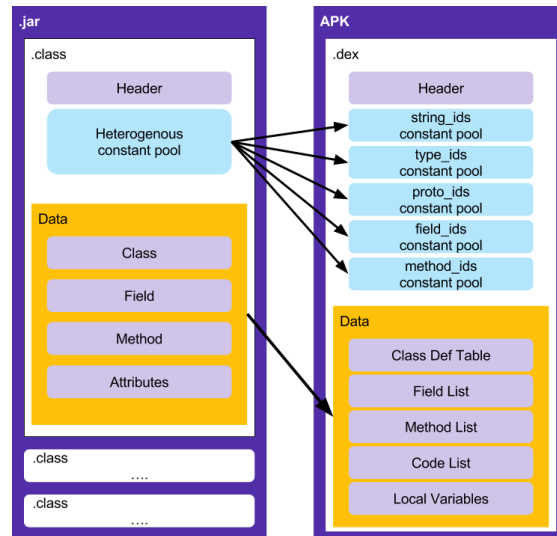 .jar
.class
Header
Heterogenous
constant pool
Data
Class
Field
Method
Attributes
.class
....
.class
....
APK
.dex
Header
string_ids
constant pool
type_ids
constant pool
proto_ids
constant pool
field_ids
constant pool
method_ids
constant pool
Data
Class Def Table
Field List
Method List
Code List
Local Variables